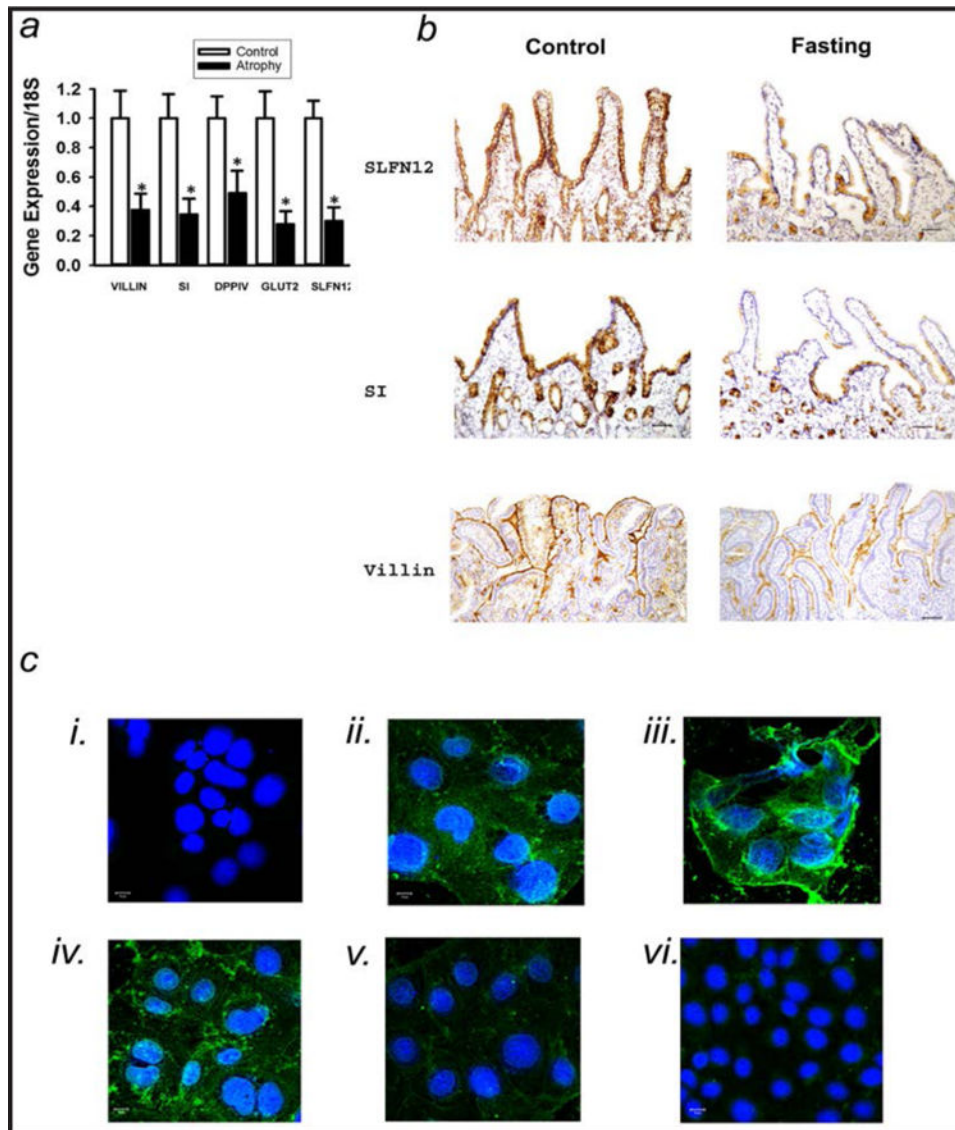 a
Control
Atrophy
Gene Expression/18S
1.2
1.0
0.8
0.6
0.4
0.2
0.0
*
*
*
*
*
VILLIN SI DPPIV GLUT2 SLFN12
b
Control Fasting
SLFN12
SI
Villin
c
i. ii. iii.
iv. v. vi.